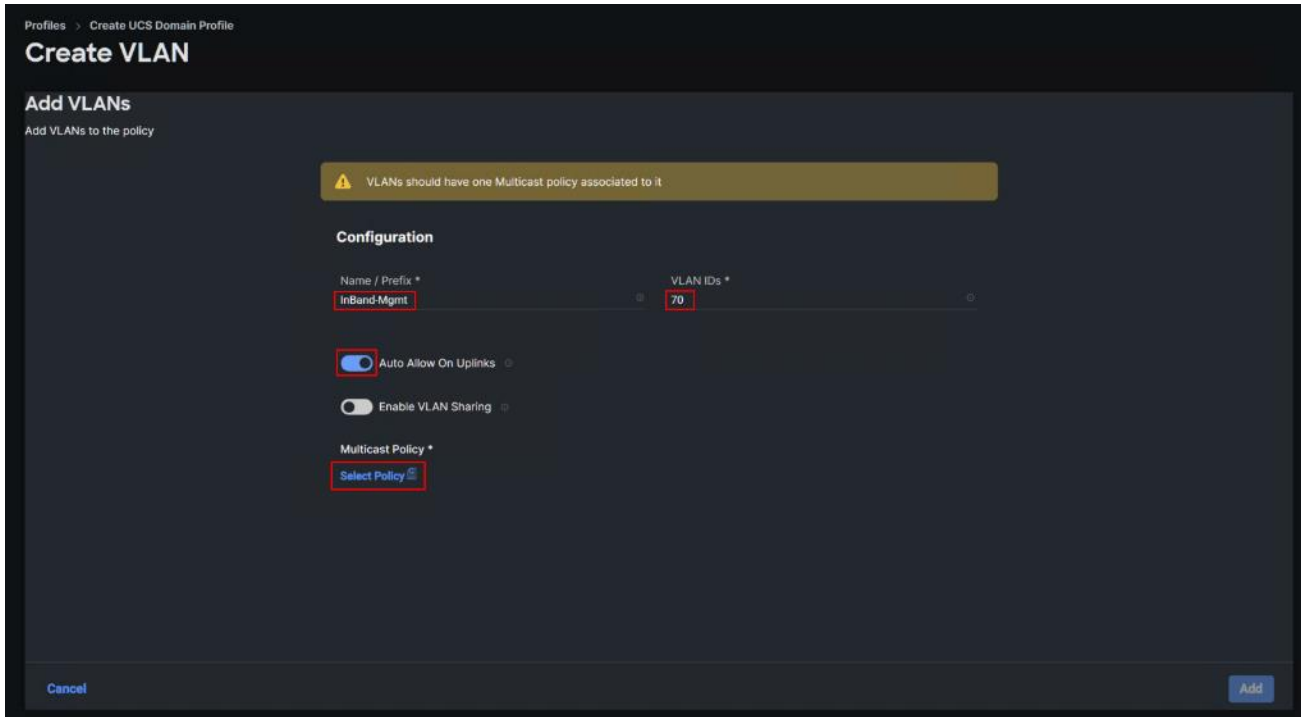 Profiles > Create UCS Domain Profile
Create VLAN
Add VLANs
Add VLANs to the policy
VLANs should have one Multicast policy associated to it
Configuration
Name / Prefix * VLAN IDs *
InBand-Mgmt 70
Auto Allow On Uplinks
Enable VLAN Sharing
Multicast Policy *
Select Policy
Cancel Add